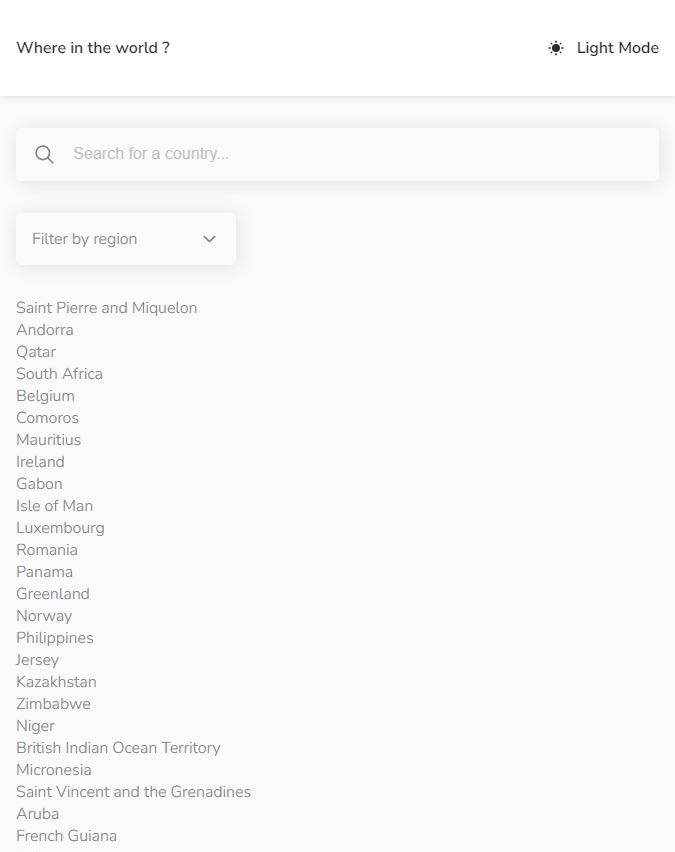 Where in the world ?
Light Mode
Search for a country...
Filter by region
Saint Pierre and Miquelon
Andorra
Qatar
South Africa
Belgium
Comoros
Mauritius
Ireland
Gabon
Isle of Man
Luxembourg
Romania
Panama
Greenland
Norway
Philippines
Jersey
Kazakhstan
Zimbabwe
Niger
British Indian Ocean Territory
Micronesia
Saint Vincent and the Grenadines
Aruba
French Guiana